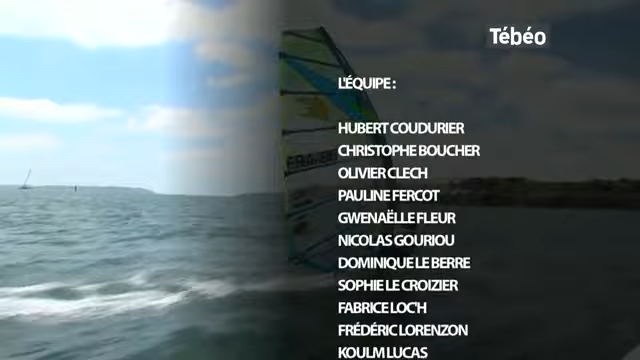 Tébéo
L'ÉQUIPE :
HUBERT COUDURIER
CHRISTOPHE BOUCHER
OLIVIER CLECH
PAULINE FERCOT
GWENAËLLE FLEUR
NICOLAS GOURIOU
DOMINIQUE LE BERRE
SOPHIE LE CROIZIER
FABRICE LOC'H
FRÉDÉRIC LORENZON
KOULM LUCAS